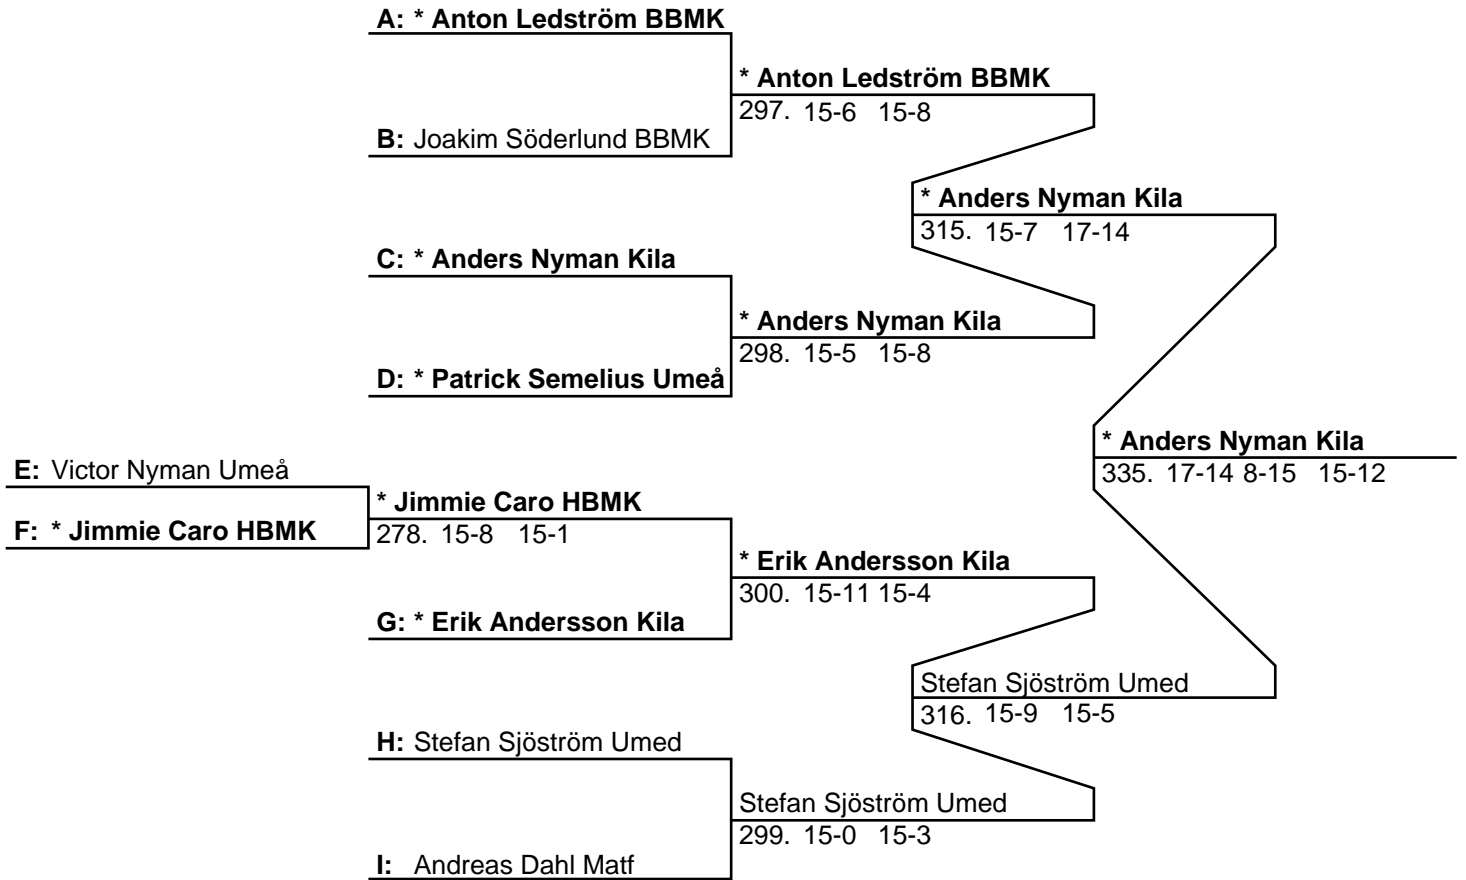 A: * Anton Ledström BBMK
* Anton Ledström BBMK
297. 15-6 15-8
B: Joakim Söderlund BBMK
* Anders Nyman Kila
315. 15-7 17-14
C: * Anders Nyman Kila
* Anders Nyman Kila
298. 15-5 15-8
D: * Patrick Semelius Umeå
* Anders Nyman Kila
335. 17-14 8-15 15-12
E: Victor Nyman Umeå
* Jimmie Caro HBMK
278. 15-8 15-1
F: * Jimmie Caro HBMK
* Erik Andersson Kila
300. 15-11 15-4
G: * Erik Andersson Kila
Stefan Sjöström Umed
316. 15-9 15-5
H: Stefan Sjöström Umed
Stefan Sjöström Umed
299. 15-0 15-3
I: Andreas Dahl Matf